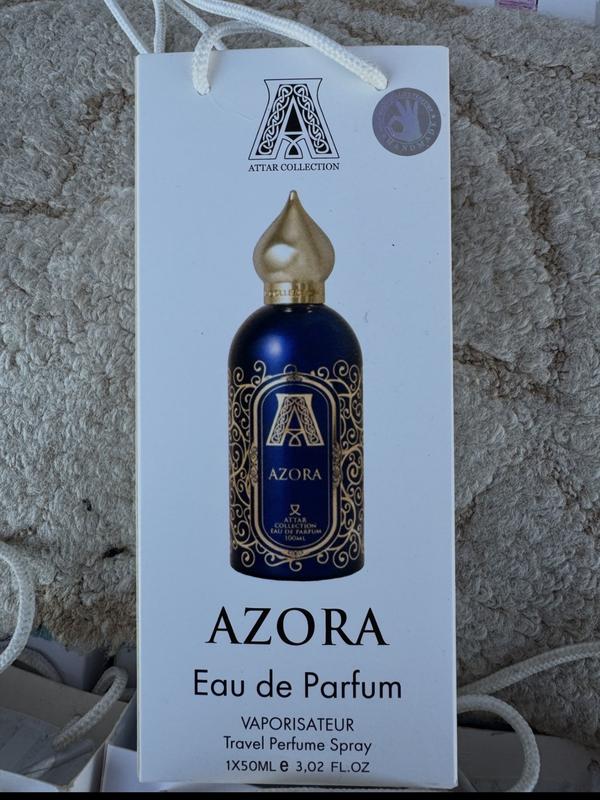 ATTAR COLLECTION
AZORA
ATTAR
COLLECTION
EAU DE PARFUM
100ML
AZORA
Eau de Parfum
VAPORISATEUR
Travel Perfume Spray
1X50ML e 3,02 FL.OZ